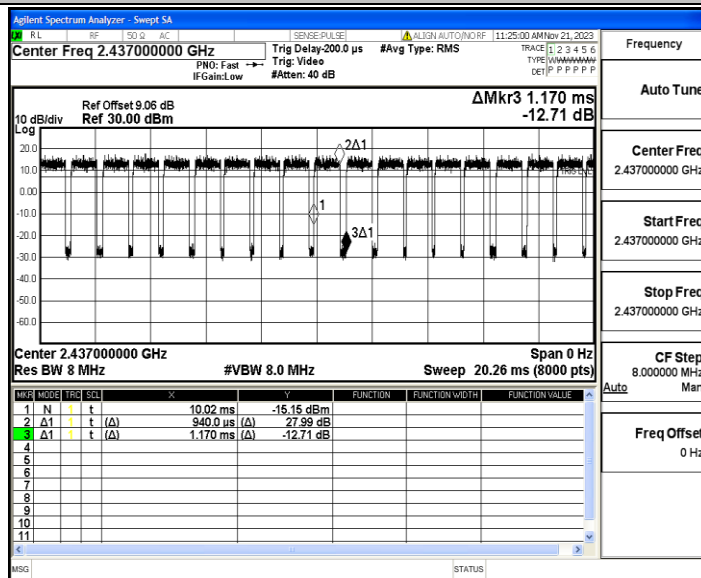 Agilent Spectrum Analyzer - Swept SA
RL RF 50 Ω AC SENSE:PULSE ALIGN AUTO/NO RF 11:25:00 AM Nov 21, 2023
Center Freq 2.437000000 GHz
PNO: Fast
IFGain:Low
Trig Delay-200.0 µs
Trig: Video
#Atten: 40 dB
#Avg Type: RMS
TRACE 1 2 3 4 5 6
TYPE
DET P P P P P P
ΔMkr3 1.170 ms
-12.71 dB
Ref Offset 9.06 dB
10 dB/div Ref 30.00 dBm
Log
20.0
10.0
0.00
-10.0
-20.0
-30.0
-40.0
-50.0
-60.0
2Δ1
TRIG LVL
1
3Δ1
Center 2.437000000 GHz Span 0 Hz
Res BW 8 MHz #VBW 8.0 MHz Sweep 20.26 ms (8000 pts)
MKR MODE TRC SCL X Y FUNCTION FUNCTION WIDTH FUNCTION VALUE
1 N t 10.02 ms -15.15 dBm
2 Δ1 t (Δ) 940.0 µs (Δ) 27.99 dB
3 Δ1 t (Δ) 1.170 ms (Δ) -12.71 dB
4
5
6
7
8
9
10
11
MSG STATUS
Frequency
Auto Tune
Center Freq
2.437000000 GHz
Start Freq
2.437000000 GHz
Stop Freq
2.437000000 GHz
CF Step
8.000000 MHz
Auto Man
Freq Offset
0 Hz